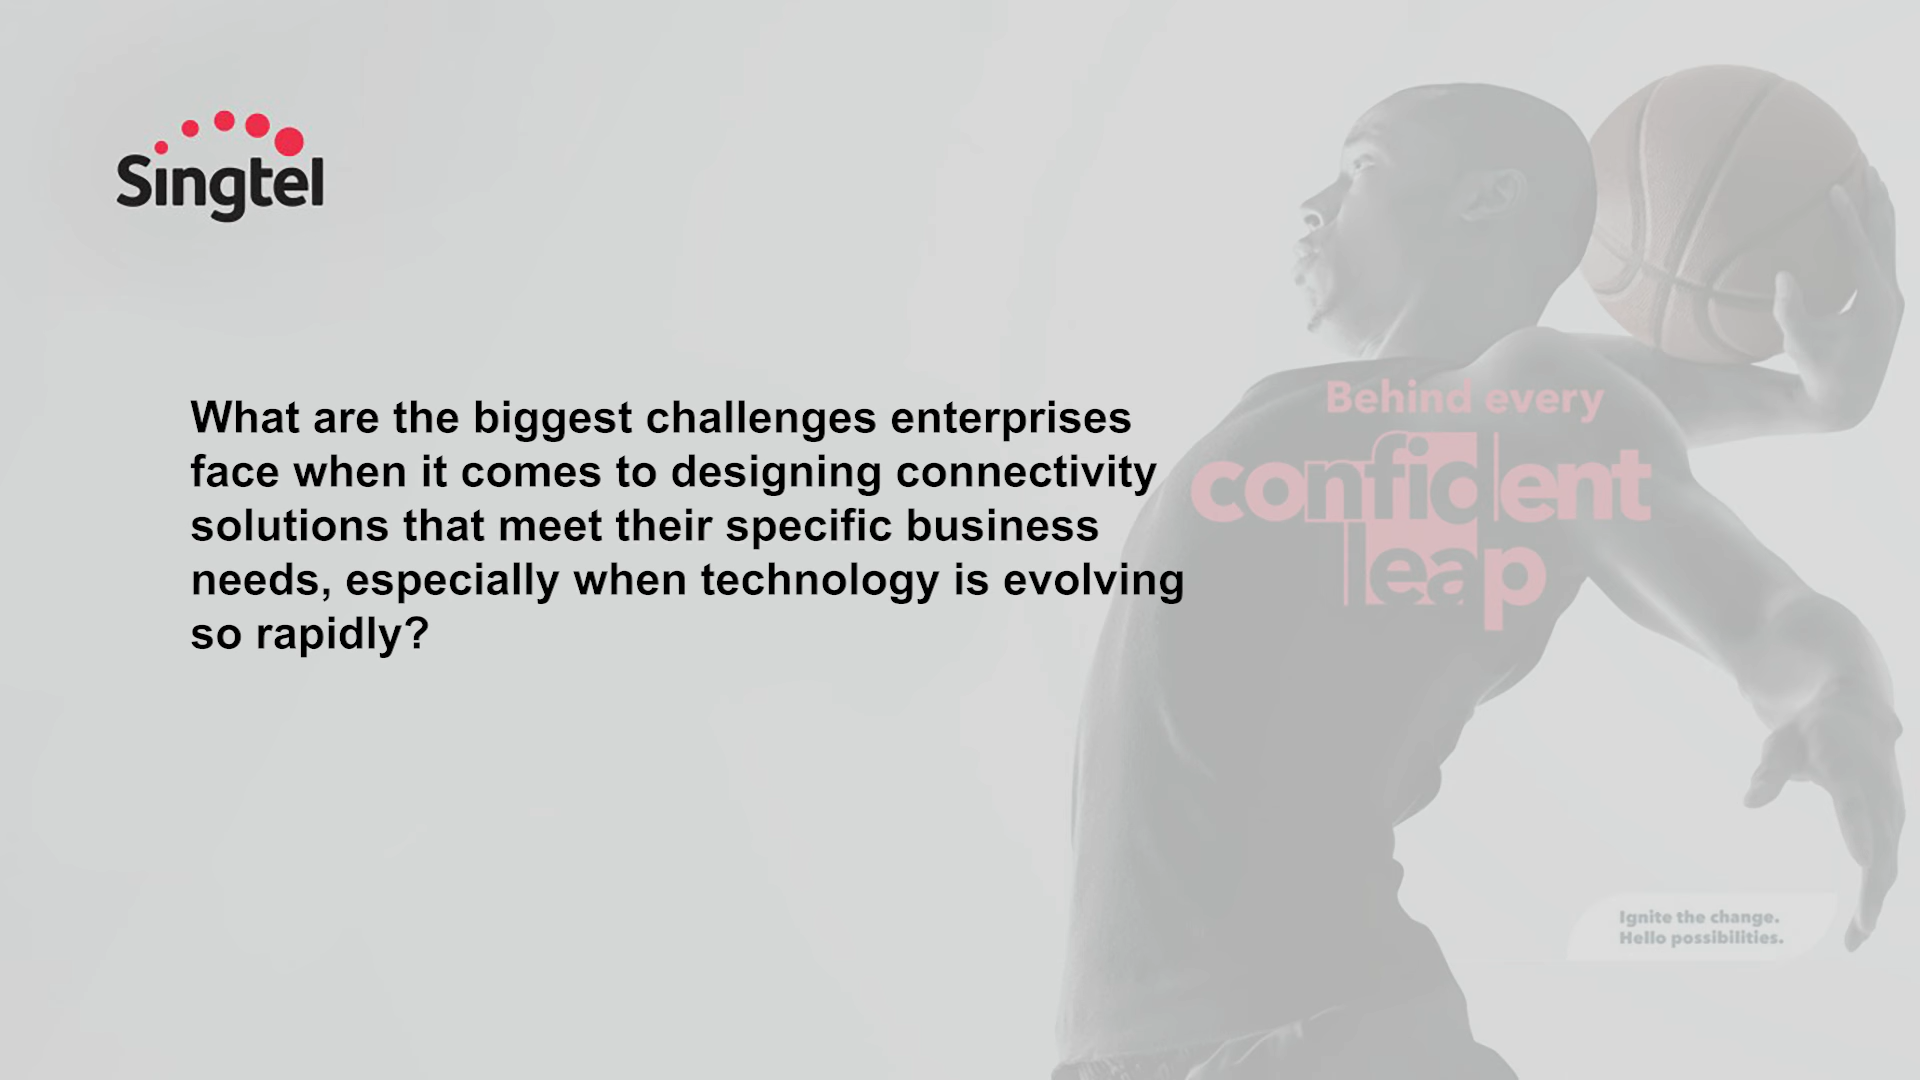 Singtel
What are the biggest challenges enterprises
face when it comes to designing connectivity
solutions that meet their specific business
needs, especially when technology is evolving
so rapidly?
Behind every
confident
leap
Ignite the change.
Hello possibilities.